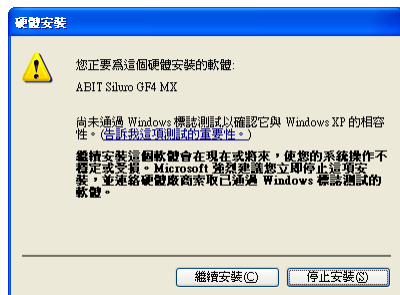 硬體安裝
您正要為這個硬體安裝的軟體:
ABIT Siluro GF4 MX
尚未通過 Windows 標誌測試以確認它與 Windows XP 的相容
性。(告訴我這項測試的重要性。)
繼續安裝這個軟體會在現在或將來，使您的系統操作不
穩定或受損。Microsoft 強烈建議您立即停止這項安
裝，並連絡硬體廠商索取已通過 Windows 標誌測試的
軟體。
繼續安裝(C)
停止安裝(S)